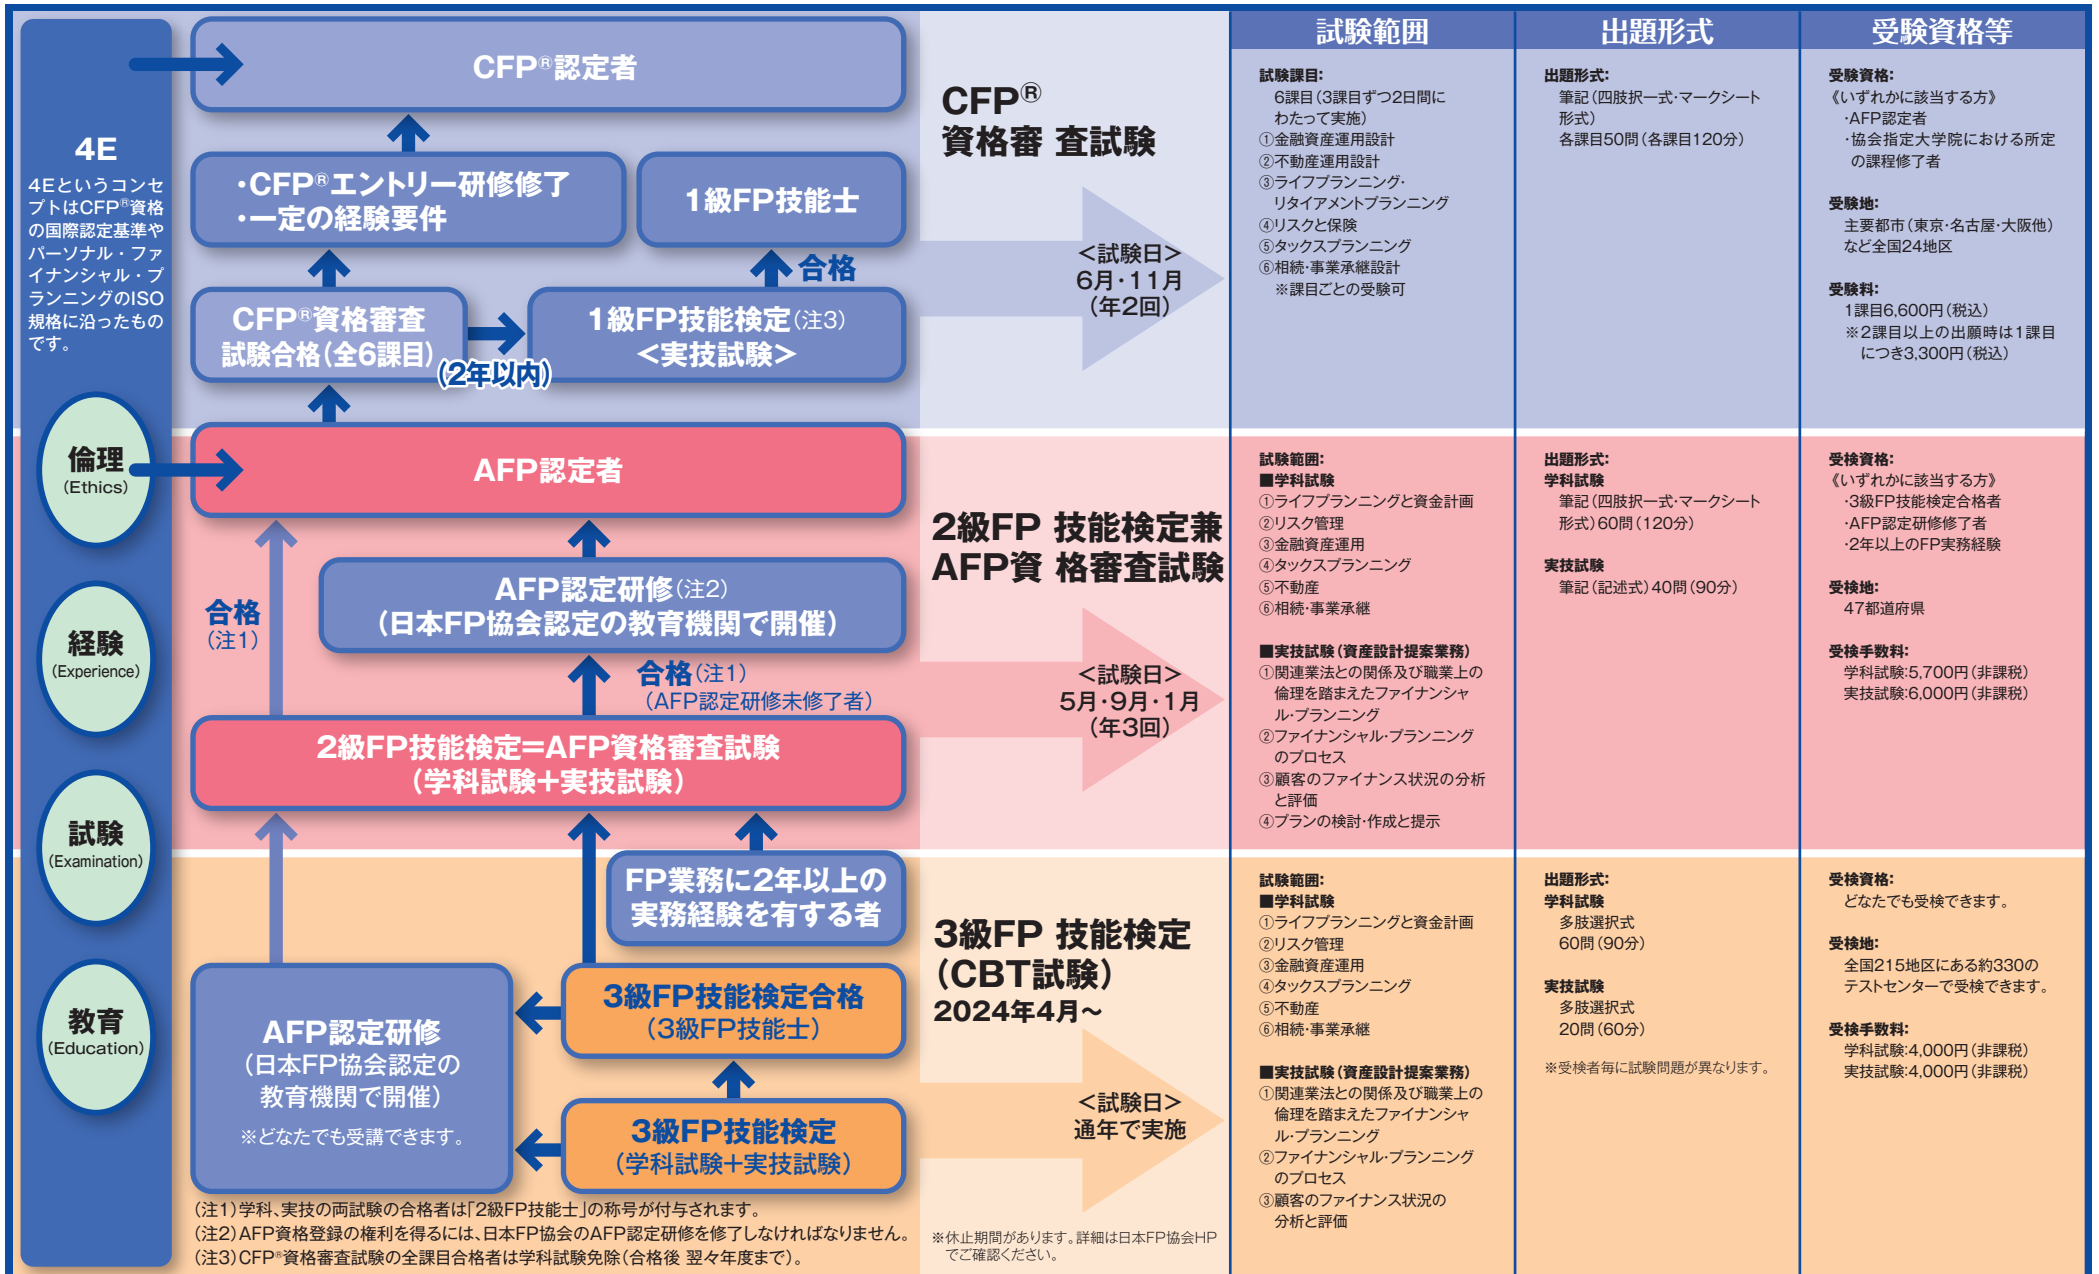 4E
4Eというコンセ
プトはCFP®資格
の国際認定基準や
パーソナル・ファ
イナンシャル・プ
ランニングのISO
規格に沿ったもの
です。
倫理
(Ethics)
経験
(Experience)
試験
(Examination)
教育
(Education)
CFP®認定者
・CFP®エントリー研修修了
・一定の経験要件
1級FP技能士
合格
CFP®資格審査
試験合格(全6課目)
(2年以内)
1級FP技能検定(注3)
<実技試験>
AFP認定者
合格
(注1)
AFP認定研修(注2)
(日本FP協会認定の教育機関で開催)
合格(注1)
(AFP認定研修未修了者)
2級FP技能検定=AFP資格審査試験
(学科試験+実技試験)
FP業務に2年以上の
実務経験を有する者
AFP認定研修
(日本FP協会認定の
教育機関で開催)
※どなたでも受講できます。
3級FP技能検定合格
(3級FP技能士)
3級FP技能検定
(学科試験+実技試験)
(注1)学科、実技の両試験の合格者は「2級FP技能士」の称号が付与されます。
(注2)AFP資格登録の権利を得るには、日本FP協会のAFP認定研修を修了しなければなりません。
(注3)CFP®資格審査試験の全課目合格者は学科試験免除(合格後 翌々年度まで)。
CFP®
資格審 査試験
<試験日>
6月・11月
(年2回)
2級FP 技能検定兼
AFP資 格審査試験
<試験日>
5月・9月・1月
(年3回)
3級FP 技能検定
(CBT試験)
2024年4月〜
<試験日>
通年で実施
※休止期間があります。詳細は日本FP協会HP
でご確認ください。
試験範囲
試験課目:
6課目(3課目ずつ2日間に
わたって実施)
①金融資産運用設計
②不動産運用設計
③ライフプランニング・
リタイアメントプランニング
④リスクと保険
⑤タックスプランニング
⑥相続・事業承継設計
※課目ごとの受験可
出題形式
出題形式:
筆記(四肢択一式・マークシート
形式)
各課目50問(各課目120分)
受験資格等
受験資格:
《いずれかに該当する方》
・AFP認定者
・協会指定大学院における所定
の課程修了者
受験地:
主要都市(東京・名古屋・大阪他)
など全国24地区
受験料:
1課目6,600円(税込)
※2課目以上の出願時は1課目
につき3,300円(税込)
試験範囲:
■学科試験
①ライフプランニングと資金計画
②リスク管理
③金融資産運用
④タックスプランニング
⑤不動産
⑥相続・事業承継
■実技試験(資産設計提案業務)
①関連業法との関係及び職業上の
倫理を踏まえたファイナンシャ
ル・プランニング
②ファイナンシャル・プランニング
のプロセス
③顧客のファイナンス状況の分析
と評価
④プランの検討・作成と提示
出題形式:
学科試験
筆記(四肢択一式・マークシート
形式)60問(120分)
実技試験
筆記(記述式)40問(90分)
受検資格:
《いずれかに該当する方》
・3級FP技能検定合格者
・AFP認定研修修了者
・2年以上のFP実務経験
受検地:
47都道府県
受検手数料:
学科試験:5,700円(非課税)
実技試験:6,000円(非課税)
試験範囲:
■学科試験
①ライフプランニングと資金計画
②リスク管理
③金融資産運用
④タックスプランニング
⑤不動産
⑥相続・事業承継
■実技試験(資産設計提案業務)
①関連業法との関係及び職業上の
倫理を踏まえたファイナンシャ
ル・プランニング
②ファイナンシャル・プランニング
のプロセス
③顧客のファイナンス状況の
分析と評価
出題形式:
学科試験
多肢選択式
60問(90分)
実技試験
多肢選択式
20問(60分)
※受検者毎に試験問題が異なります。
受検資格:
どなたでも受検できます。
受検地:
全国215地区にある約330の
テストセンターで受検できます。
受検手数料:
学科試験:4,000円(非課税)
実技試験:4,000円(非課税)